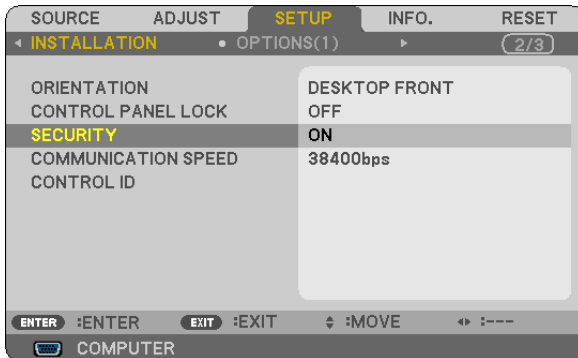 SOURCE ADJUST SETUP INFO. RESET
INSTALLATION OPTIONS(1) 2/3
ORIENTATION DESKTOP FRONT
CONTROL PANEL LOCK OFF
SECURITY ON
COMMUNICATION SPEED 38400bps
CONTROL ID
ENTER :ENTER EXIT :EXIT :MOVE :---
COMPUTER